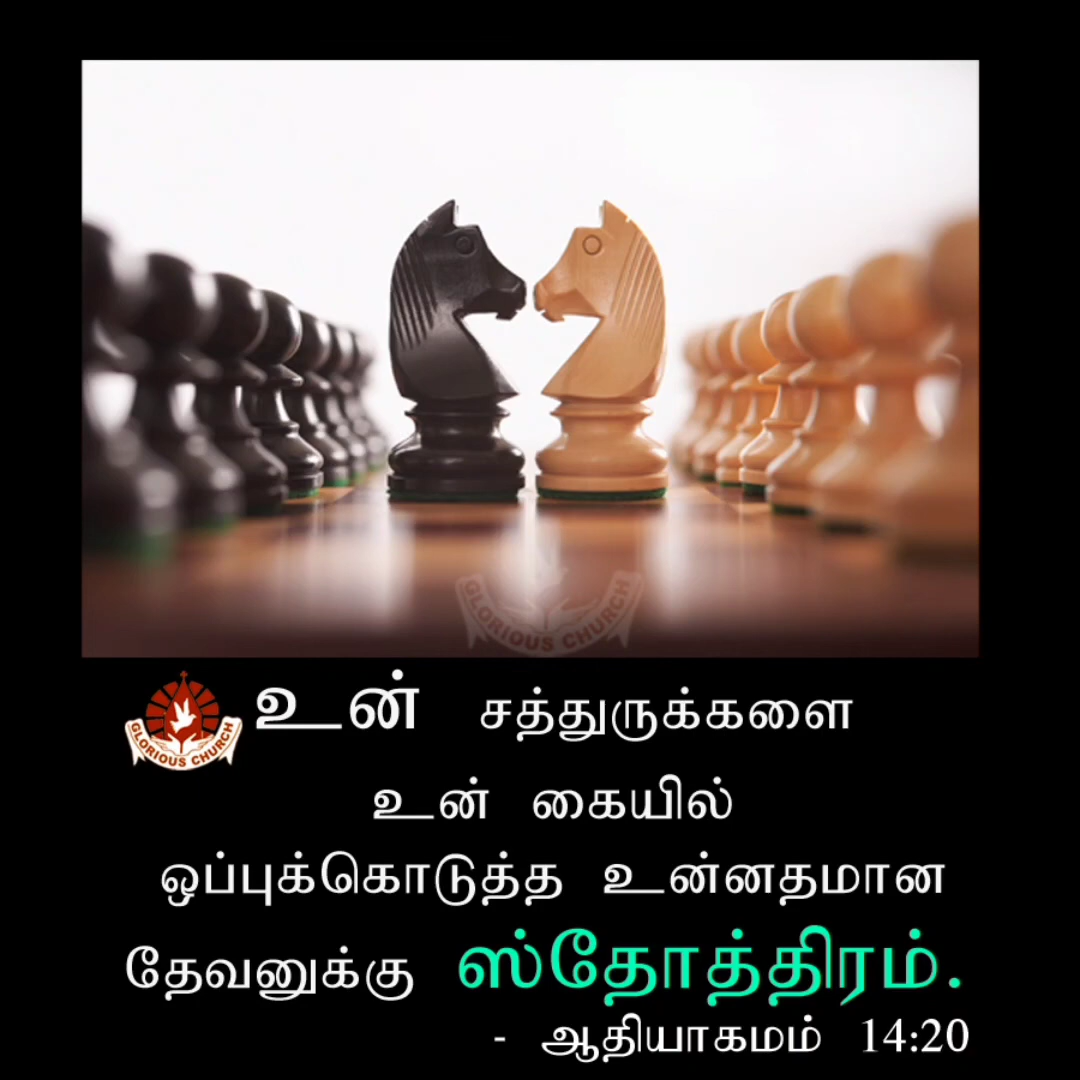 GLORIOUS CHURCH
GLORIOUS CHURCH
உன் சத்துருக்களை
உன் கையில்
ஒப்புக்கொடுத்த உன்னதமான
தேவனுக்கு ஸ்தோத்திரம்.
- ஆதியாகமம் 14:20